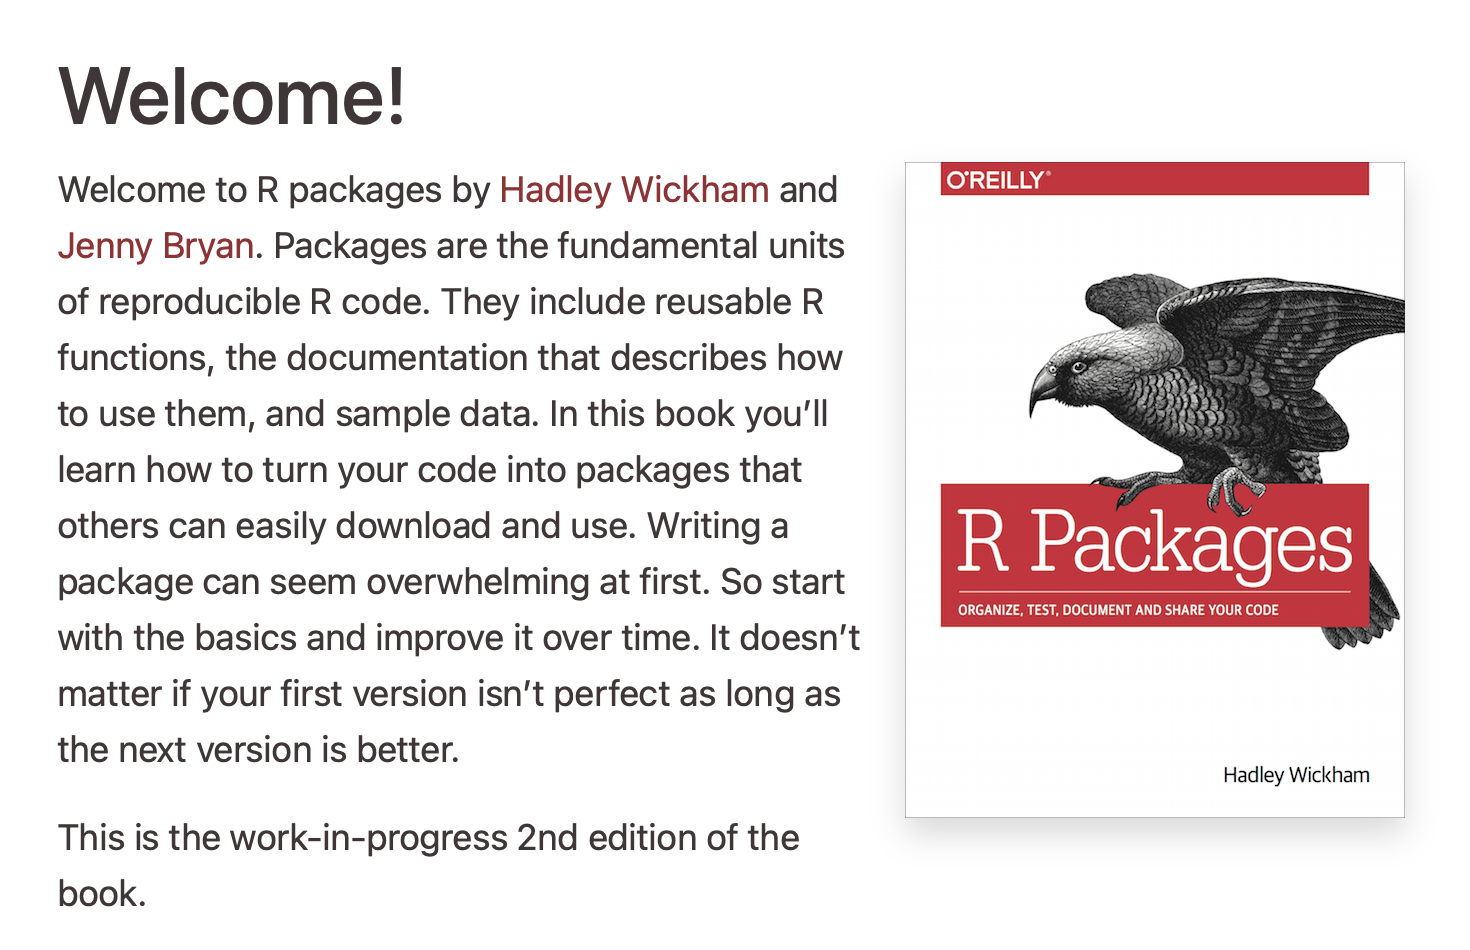 Welcome!
Welcome to R packages by Hadley Wickham and
Jenny Bryan. Packages are the fundamental units
of reproducible R code. They include reusable R
functions, the documentation that describes how
to use them, and sample data. In this book you’ll
learn how to turn your code into packages that
others can easily download and use. Writing a
package can seem overwhelming at first. So start
with the basics and improve it over time. It doesn’t
matter if your first version isn’t perfect as long as
the next version is better.
This is the work-in-progress 2nd edition of the
book.
O'REILLY®
R Packages
ORGANIZE, TEST, DOCUMENT AND SHARE YOUR CODE
Hadley Wickham